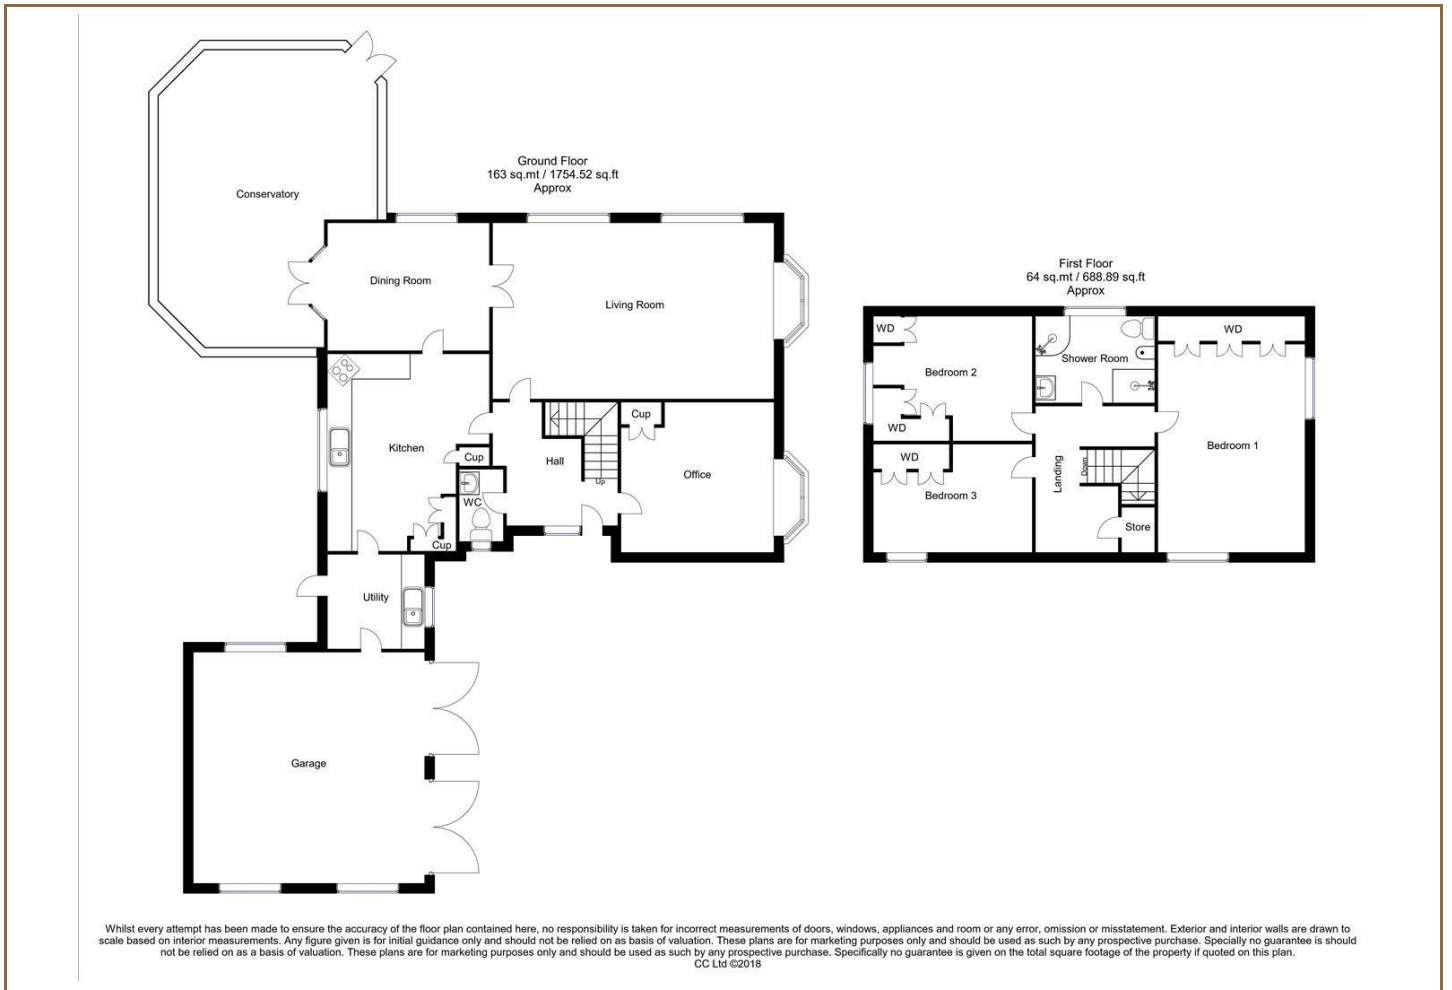 Ground Floor
163 sq.mt / 1754.52 sq.ft
Approx
Conservatory
Dining Room
Living Room
Kitchen
Cup
Cup
WC
Hall
Up
Cup
Office
Utility
Garage
First Floor
64 sq.mt / 688.89 sq.ft
Approx
WD
Shower Room
WD
Bedroom 2
WD
Bedroom 1
WD
Bedroom 3
Landing
Down
Store
Whilst every attempt has been made to ensure the accuracy of the floor plan contained here, no responsibility is taken for incorrect measurements of doors, windows, appliances and room or any error, omission or misstatement. Exterior and interior walls are drawn to
scale based on interior measurements. Any figure given is for initial guidance only and should not be relied on as basis of valuation. These plans are for marketing purposes only and should be used as such by any prospective purchase. Specially no guarantee is should
not be relied on as a basis of valuation. These plans are for marketing purposes only and should be used as such by any prospective purchase. Specifically no guarantee is given on the total square footage of the property if quoted on this plan.
CC Ltd ©2018